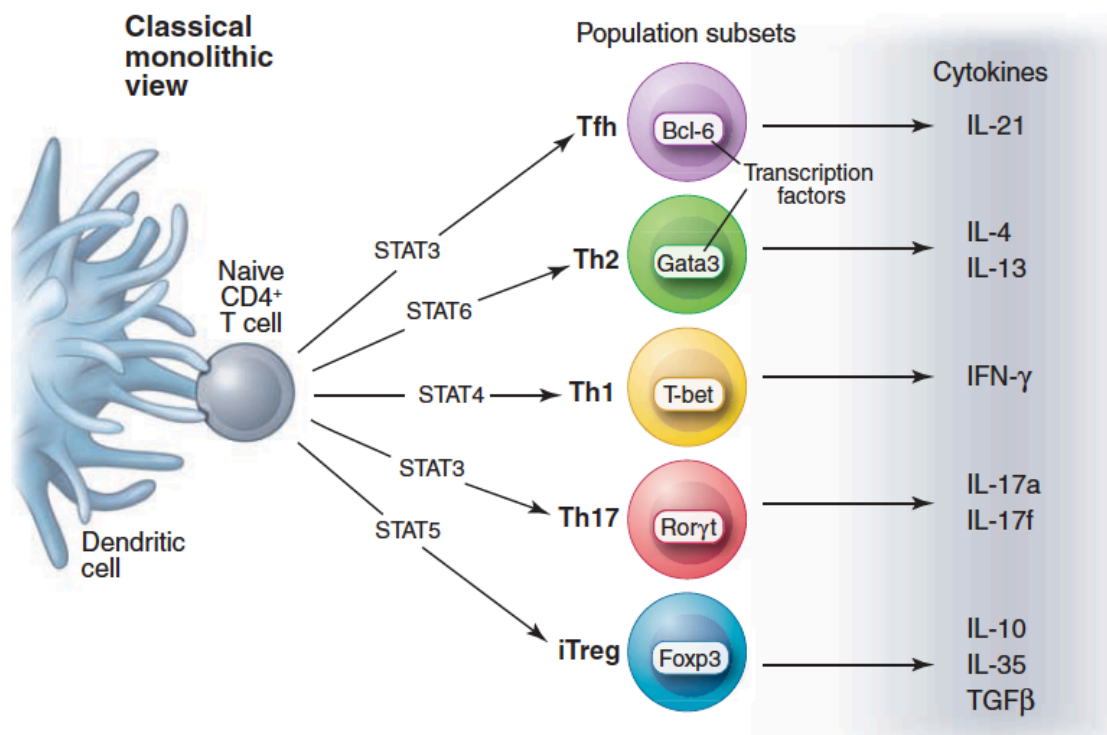 Classical
monolithic
view
Population subsets
Cytokines
Tfh
Bcl-6
IL-21
Transcription
factors
STAT3
Th2
Gata3
IL-4
IL-13
Naive
CD4⁺
T cell
STAT6
STAT4
Th1
T-bet
IFN-γ
STAT3
Th17
Rorγt
IL-17a
IL-17f
STAT5
Dendritic
cell
iTreg
Foxp3
IL-10
IL-35
TGFβ